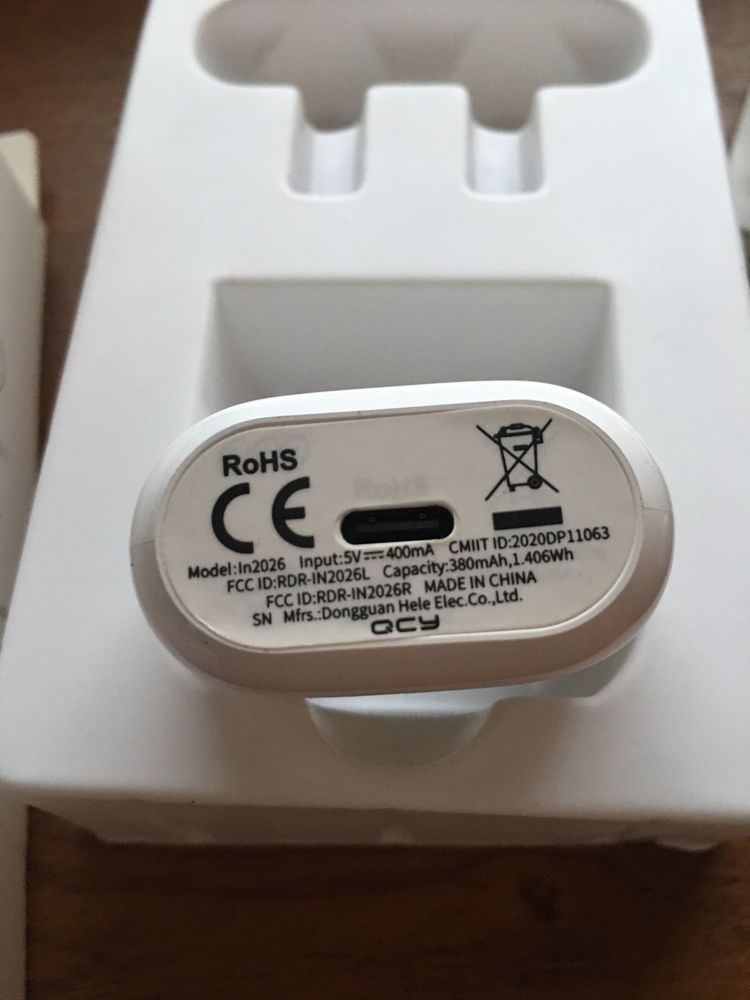 RoHS
CE
Model:In2026 Input:5V⎓400mA CMIIT ID:2020DP11063
FCC ID:RDR-IN2026L Capacity:380mAh,1.406Wh
FCC ID:RDR-IN2026R MADE IN CHINA
SN Mfrs.:Dongguan Hele Elec.Co.,Ltd.
QCY